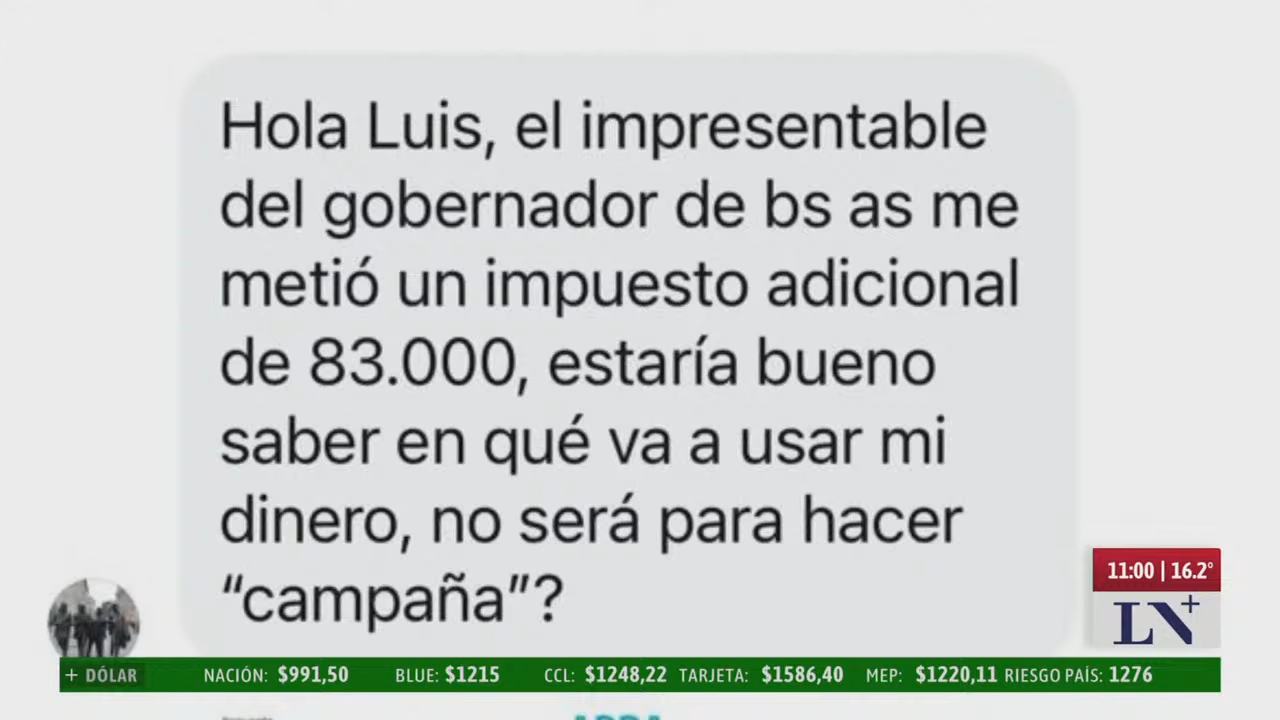 Hola Luis, el impresentable
del gobernador de bs as me
metió un impuesto adicional
de 83.000, estaría bueno
saber en qué va a usar mi
dinero, no será para hacer
“campaña”?
11:00 | 16.2°
LN+
+ DÓLAR NACIÓN: $991,50 BLUE: $1215 CCL: $1248,22 TARJETA: $1586,40 MEP: $1220,11 RIESGO PAÍS: 1276